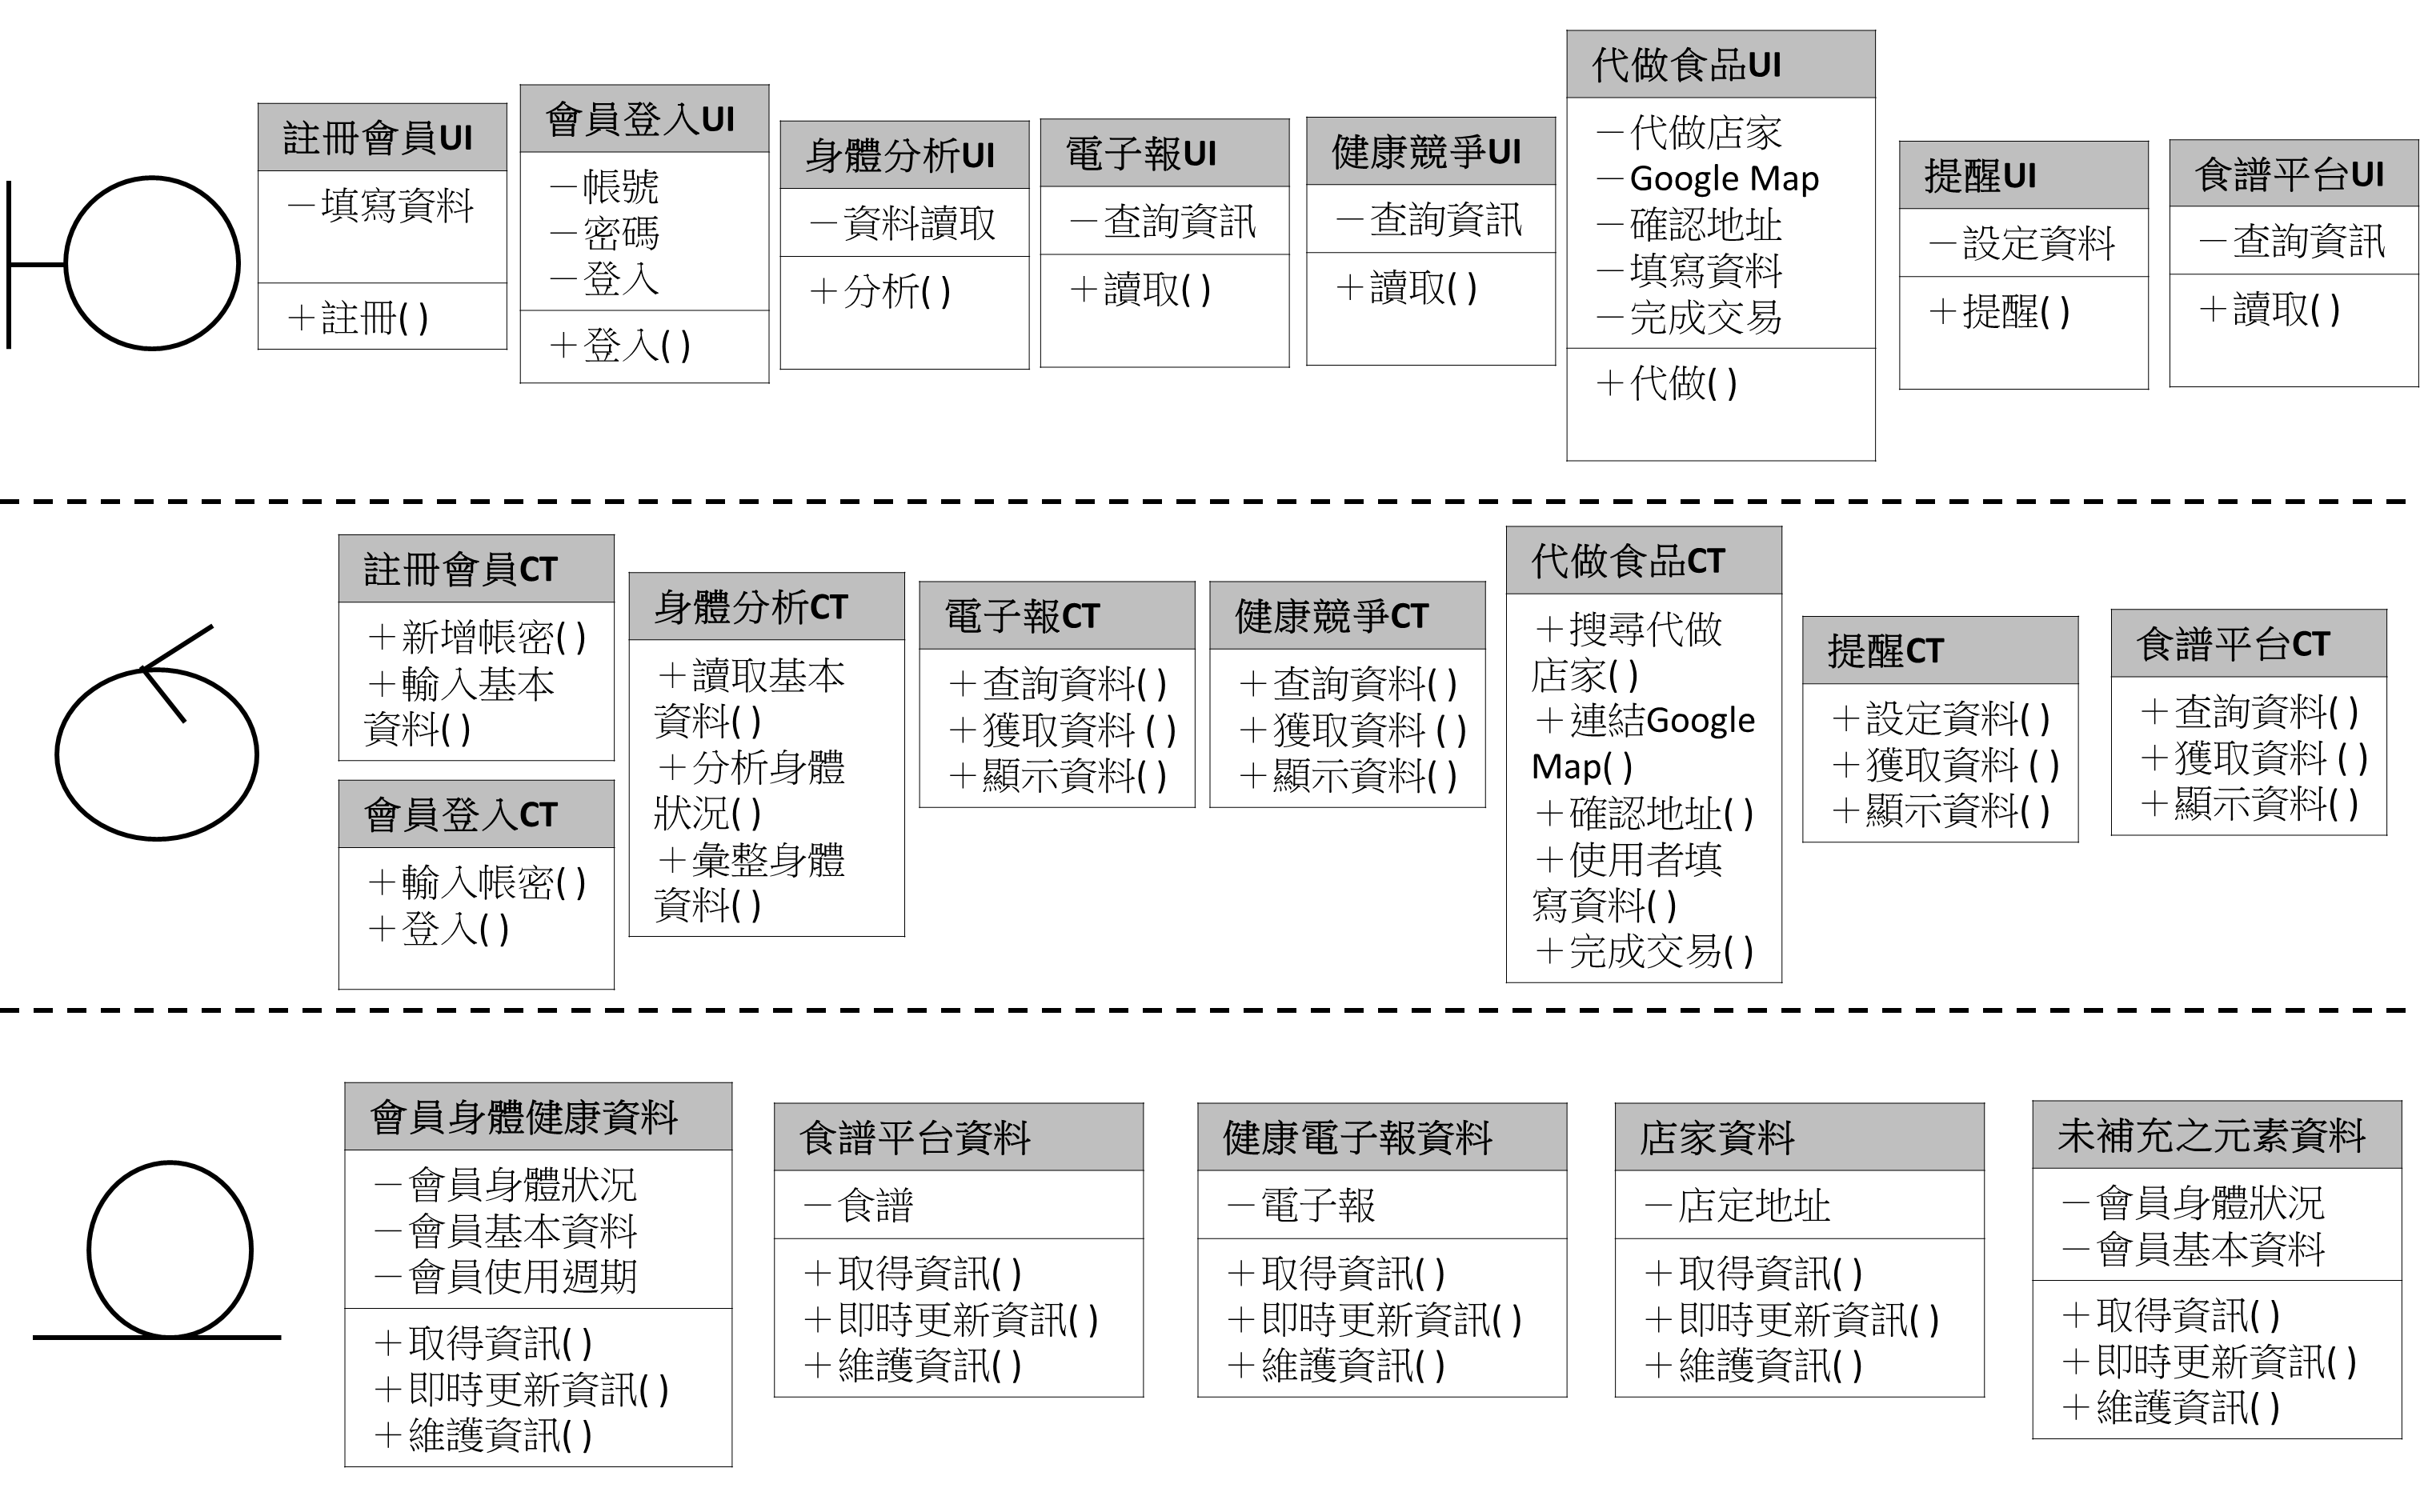 註冊會員UI
－填寫資料
＋註冊( )
會員登入UI
－帳號
－密碼
－登入
＋登入( )
身體分析UI
－資料讀取
＋分析( )
電子報UI
－查詢資訊
＋讀取( )
健康競爭UI
－查詢資訊
＋讀取( )
代做食品UI
－代做店家
－Google Map
－確認地址
－填寫資料
－完成交易
＋代做( )
提醒UI
－設定資料
＋提醒( )
食譜平台UI
－查詢資訊
＋讀取( )
註冊會員CT
＋新增帳密( )
＋輸入基本
資料( )
會員登入CT
＋輸入帳密( )
＋登入( )
身體分析CT
＋讀取基本
資料( )
＋分析身體
狀況( )
＋彙整身體
資料( )
電子報CT
＋查詢資料( )
＋獲取資料 ( )
＋顯示資料( )
健康競爭CT
＋查詢資料( )
＋獲取資料 ( )
＋顯示資料( )
代做食品CT
＋搜尋代做
店家( )
＋連結Google
Map( )
＋確認地址( )
＋使用者填
寫資料( )
＋完成交易( )
提醒CT
＋設定資料( )
＋獲取資料 ( )
＋顯示資料( )
食譜平台CT
＋查詢資料( )
＋獲取資料 ( )
＋顯示資料( )
會員身體健康資料
－會員身體狀況
－會員基本資料
－會員使用週期
＋取得資訊( )
＋即時更新資訊( )
＋維護資訊( )
食譜平台資料
－食譜
＋取得資訊( )
＋即時更新資訊( )
＋維護資訊( )
健康電子報資料
－電子報
＋取得資訊( )
＋即時更新資訊( )
＋維護資訊( )
店家資料
－店定地址
＋取得資訊( )
＋即時更新資訊( )
＋維護資訊( )
未補充之元素資料
－會員身體狀況
－會員基本資料
＋取得資訊( )
＋即時更新資訊( )
＋維護資訊( )